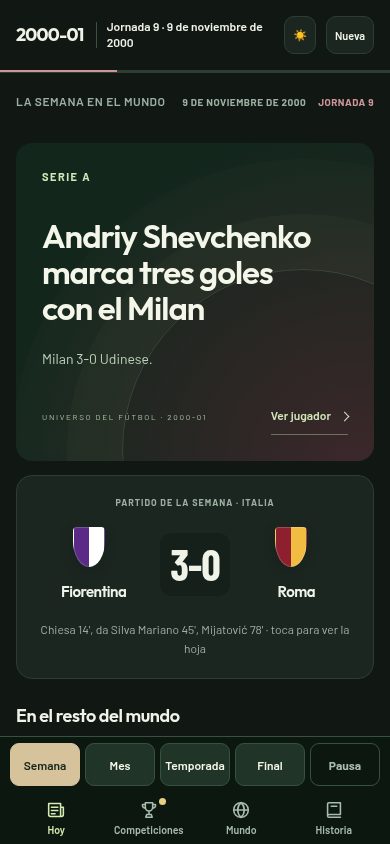 2000-01
Jornada 9 · 9 de noviembre de
2000
Nueva
LA SEMANA EN EL MUNDO
9 DE NOVIEMBRE DE 2000
JORNADA 9
SERIE A
Andriy Shevchenko
marca tres goles
con el Milan
Milan 3-0 Udinese.
UNIVERSO DEL FÚTBOL · 2000-01
Ver jugador
PARTIDO DE LA SEMANA · ITALIA
3-0
Fiorentina
Roma
Chiesa 14', da Silva Mariano 45', Mijatović 78' · toca para ver la
hoja
En el resto del mundo
Semana
Mes
Temporada
Final
Pausa
Hoy
Competiciones
Mundo
Historia